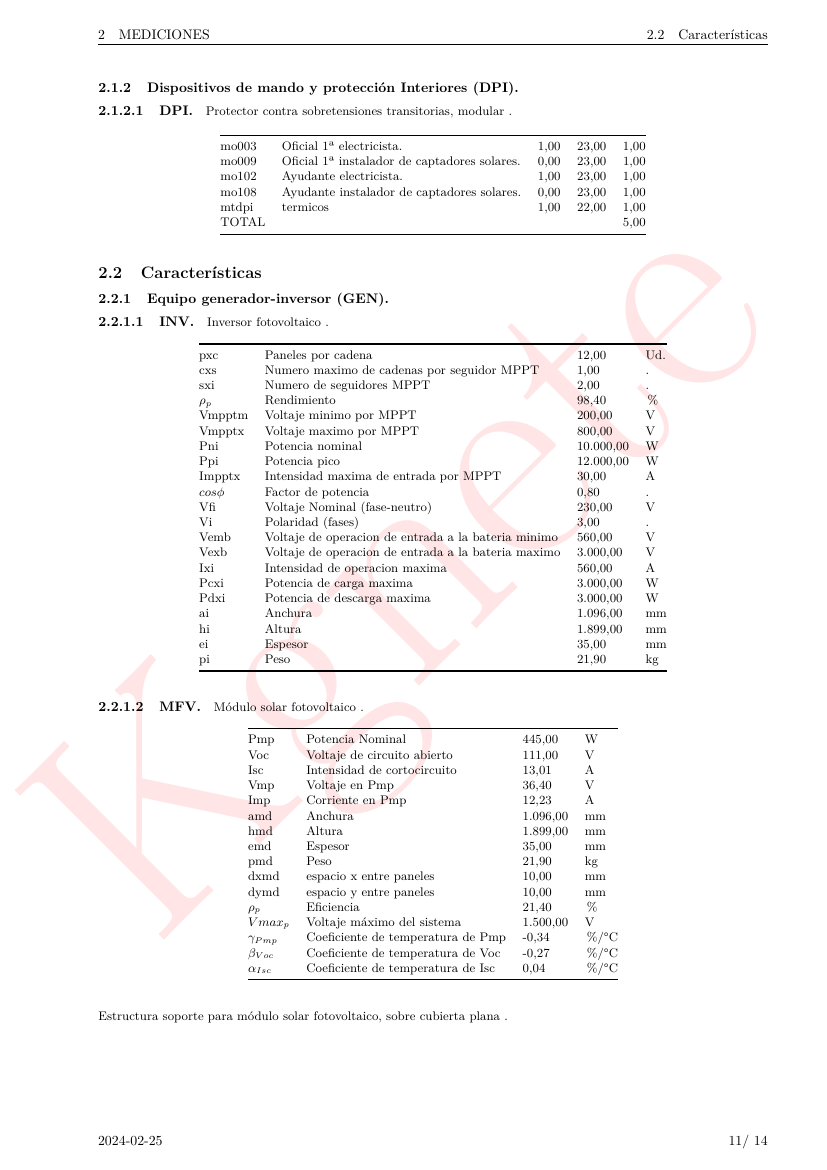 2 MEDICIONES 2.2 Características
2.1.2 Dispositivos de mando y protección Interiores (DPI).
2.1.2.1 DPI. Protector contra sobretensiones transitorias, modular .
mo003 Oficial 1ª electricista. 1,00 23,00 1,00
mo009 Oficial 1ª instalador de captadores solares. 0,00 23,00 1,00
mo102 Ayudante electricista. 1,00 23,00 1,00
mo108 Ayudante instalador de captadores solares. 0,00 23,00 1,00
mtdpi termicos 1,00 22,00 1,00
TOTAL 5,00
2.2 Características
2.2.1 Equipo generador-inversor (GEN).
2.2.1.1 INV. Inversor fotovoltaico .
pxc Paneles por cadena 12,00 Ud.
cxs Numero maximo de cadenas por seguidor MPPT 1,00 .
sxi Numero de seguidores MPPT 2,00 .
ρp Rendimiento 98,40 %
Vmpptm Voltaje minimo por MPPT 200,00 V
Vmpptx Voltaje maximo por MPPT 800,00 V
Pni Potencia nominal 10.000,00 W
Ppi Potencia pico 12.000,00 W
Impptx Intensidad maxima de entrada por MPPT 30,00 A
cosϕ Factor de potencia 0,80 .
Vfi Voltaje Nominal (fase-neutro) 230,00 V
Vi Polaridad (fases) 3,00 .
Vemb Voltaje de operacion de entrada a la bateria minimo 560,00 V
Vexb Voltaje de operacion de entrada a la bateria maximo 3.000,00 V
Ixi Intensidad de operacion maxima 560,00 A
Pcxi Potencia de carga maxima 3.000,00 W
Pdxi Potencia de descarga maxima 3.000,00 W
ai Anchura 1.096,00 mm
hi Altura 1.899,00 mm
ei Espesor 35,00 mm
pi Peso 21,90 kg
2.2.1.2 MFV. Módulo solar fotovoltaico .
Pmp Potencia Nominal 445,00 W
Voc Voltaje de circuito abierto 111,00 V
Isc Intensidad de cortocircuito 13,01 A
Vmp Voltaje en Pmp 36,40 V
Imp Corriente en Pmp 12,23 A
amd Anchura 1.096,00 mm
hmd Altura 1.899,00 mm
emd Espesor 35,00 mm
pmd Peso 21,90 kg
dxmd espacio x entre paneles 10,00 mm
dymd espacio y entre paneles 10,00 mm
ρp Eficiencia 21,40 %
Vmaxp Voltaje máximo del sistema 1.500,00 V
γPmp Coeficiente de temperatura de Pmp -0,34 %/°C
βVoc Coeficiente de temperatura de Voc -0,27 %/°C
αIsc Coeficiente de temperatura de Isc 0,04 %/°C
Estructura soporte para módulo solar fotovoltaico, sobre cubierta plana .
2024-02-25 11/ 14
Kgnete